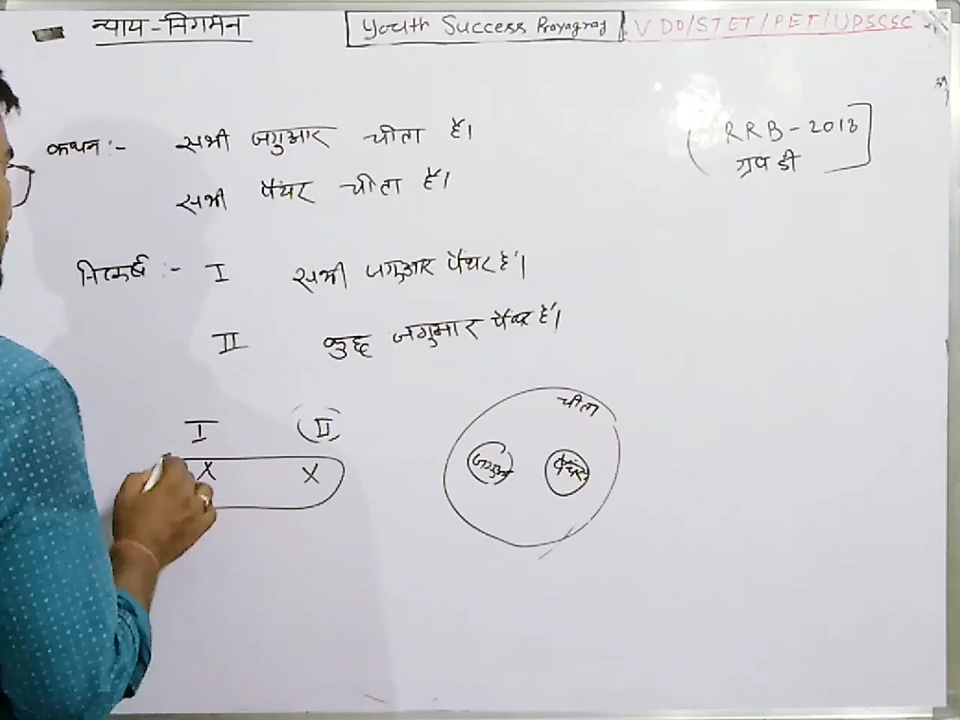 न्याय-निगमन
Youth Success Prayagraj VDO/STET/PET/UPSSSC
कथन:- सभी जगुआर चीता है।
सभी पैंथर चीता है।
(RRB-2018
ग्रुप डी]
निष्कर्ष :- I सभी जगुआर पैंथर हैं।
II कुछ जगुआर पैंथर हैं।
I (II)
X X
चीता
जगुआर पैंथर